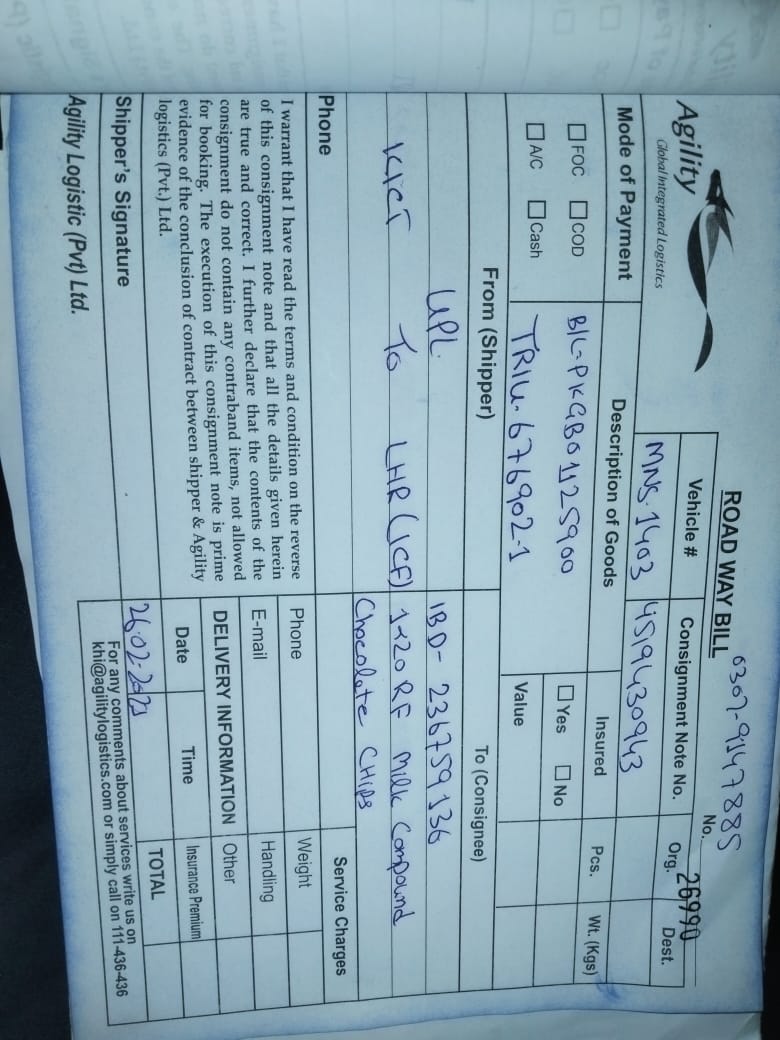 Agility
Global Integrated Logistics
ROAD WAY BILL
0307-9147885
No. 26990
Vehicle #
Consignment Note No.
Org.
Dest.
MNS-1403
4519430943
Mode of Payment
Description of Goods
Insured
Pcs.
Wt. (Kgs)
FOC
COD
B/L-PKGB01125900
Yes
No
A/C
Cash
TRIU-676902-1
Value
From (Shipper)
To (Consignee)
UPL
IBD- 236759136
KICT To LHR (ICF)
1x20 RF Milk Compound
Chocolate CHips
Phone
Service Charges
I warrant that I have read the terms and condition on the reverse
of this consignment note and that all the details given herein
are true and correct. I further declare that the contents of the
consignment do not contain any contraband items, not allowed
for booking. The execution of this consignment note is prime
evidence of the conclusion of contract between shipper & Agility
logistics (Pvt.) Ltd.
Phone
Weight
E-mail
Handling
DELIVERY INFORMATION
Other
Date
Time
Insurance Premium
26-02-2021
TOTAL
Shipper's Signature
For any comments about services write us on
khi@agilitylogistics.com or simply call on 111-436-436
Agility Logistic (Pvt) Ltd.